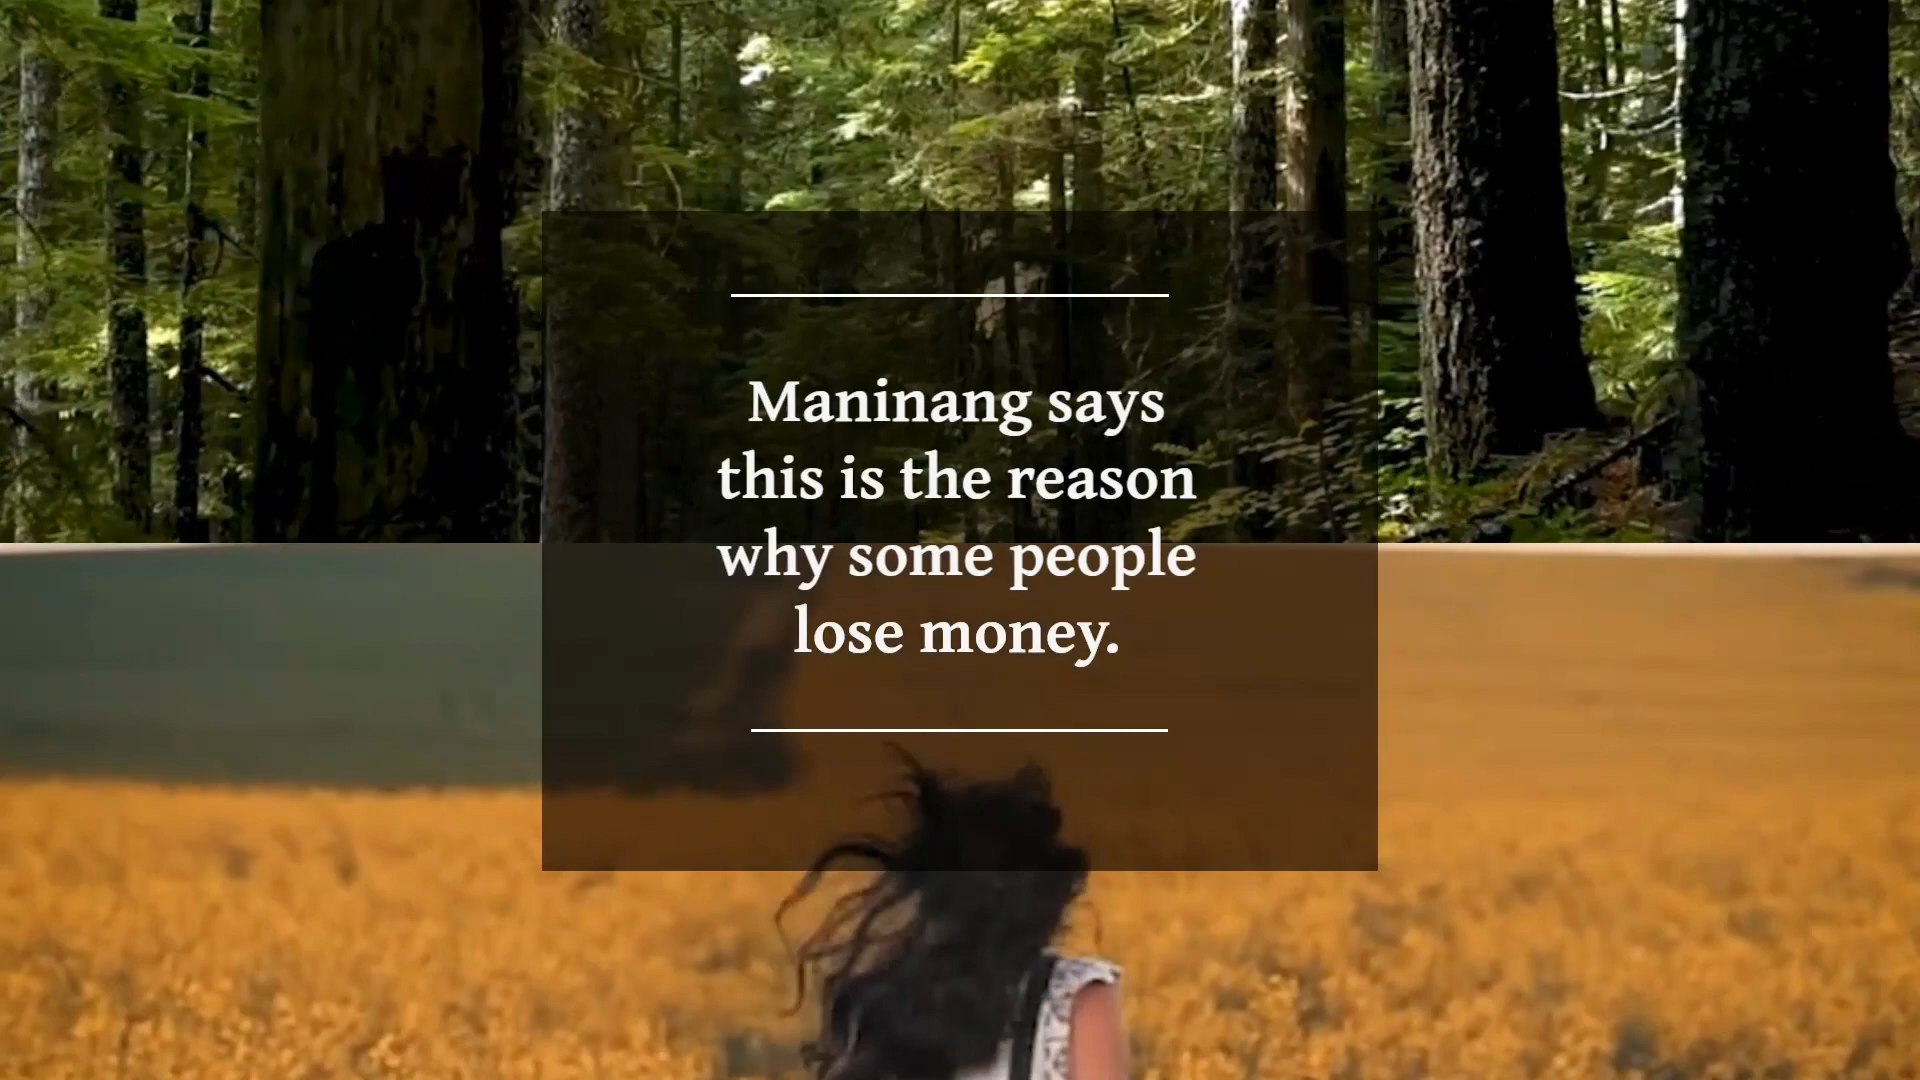 Maninang says
this is the reason
why some people
lose money.